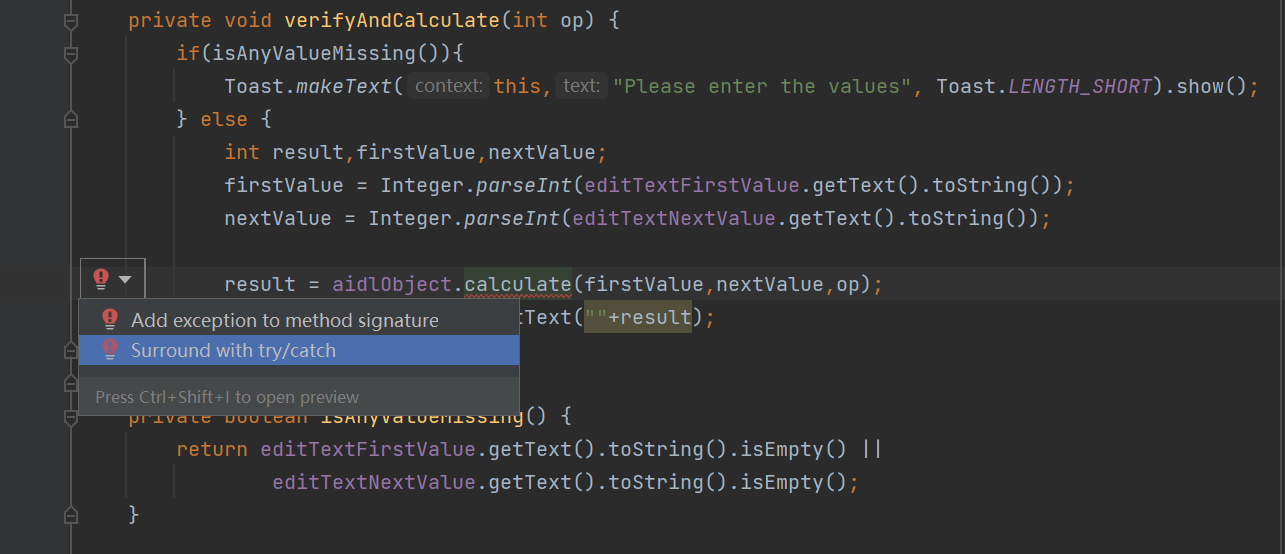 private void verifyAndCalculate(int op) {
if(isAnyValueMissing()){
Toast.makeText( context: this, text: "Please enter the values", Toast.LENGTH_SHORT).show();
} else {
int result,firstValue,nextValue;
firstValue = Integer.parseInt(editTextFirstValue.getText().toString());
nextValue = Integer.parseInt(editTextNextValue.getText().toString());
result = aidlObject.calculate(firstValue,nextValue,op);
Text(""+result);
Add exception to method signature
Surround with try/catch
Press Ctrl+Shift+I to open preview
private boolean isAnyValueMissing() {
return editTextFirstValue.getText().toString().isEmpty() ||
editTextNextValue.getText().toString().isEmpty();
}